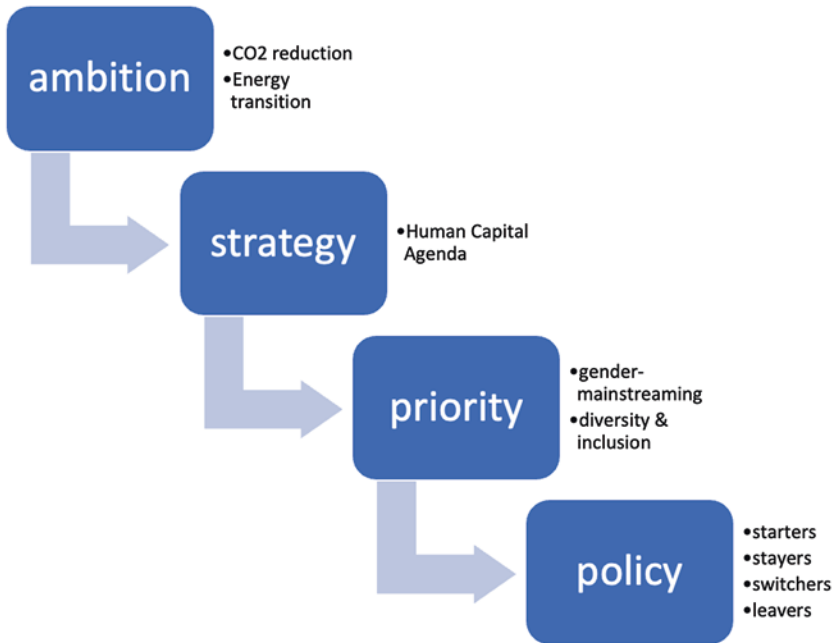 ambition
•CO2 reduction
•Energy
transition
strategy
•Human Capital
Agenda
priority
•gender-
mainstreaming
•diversity &
inclusion
policy
•starters
•stayers
•switchers
•leavers